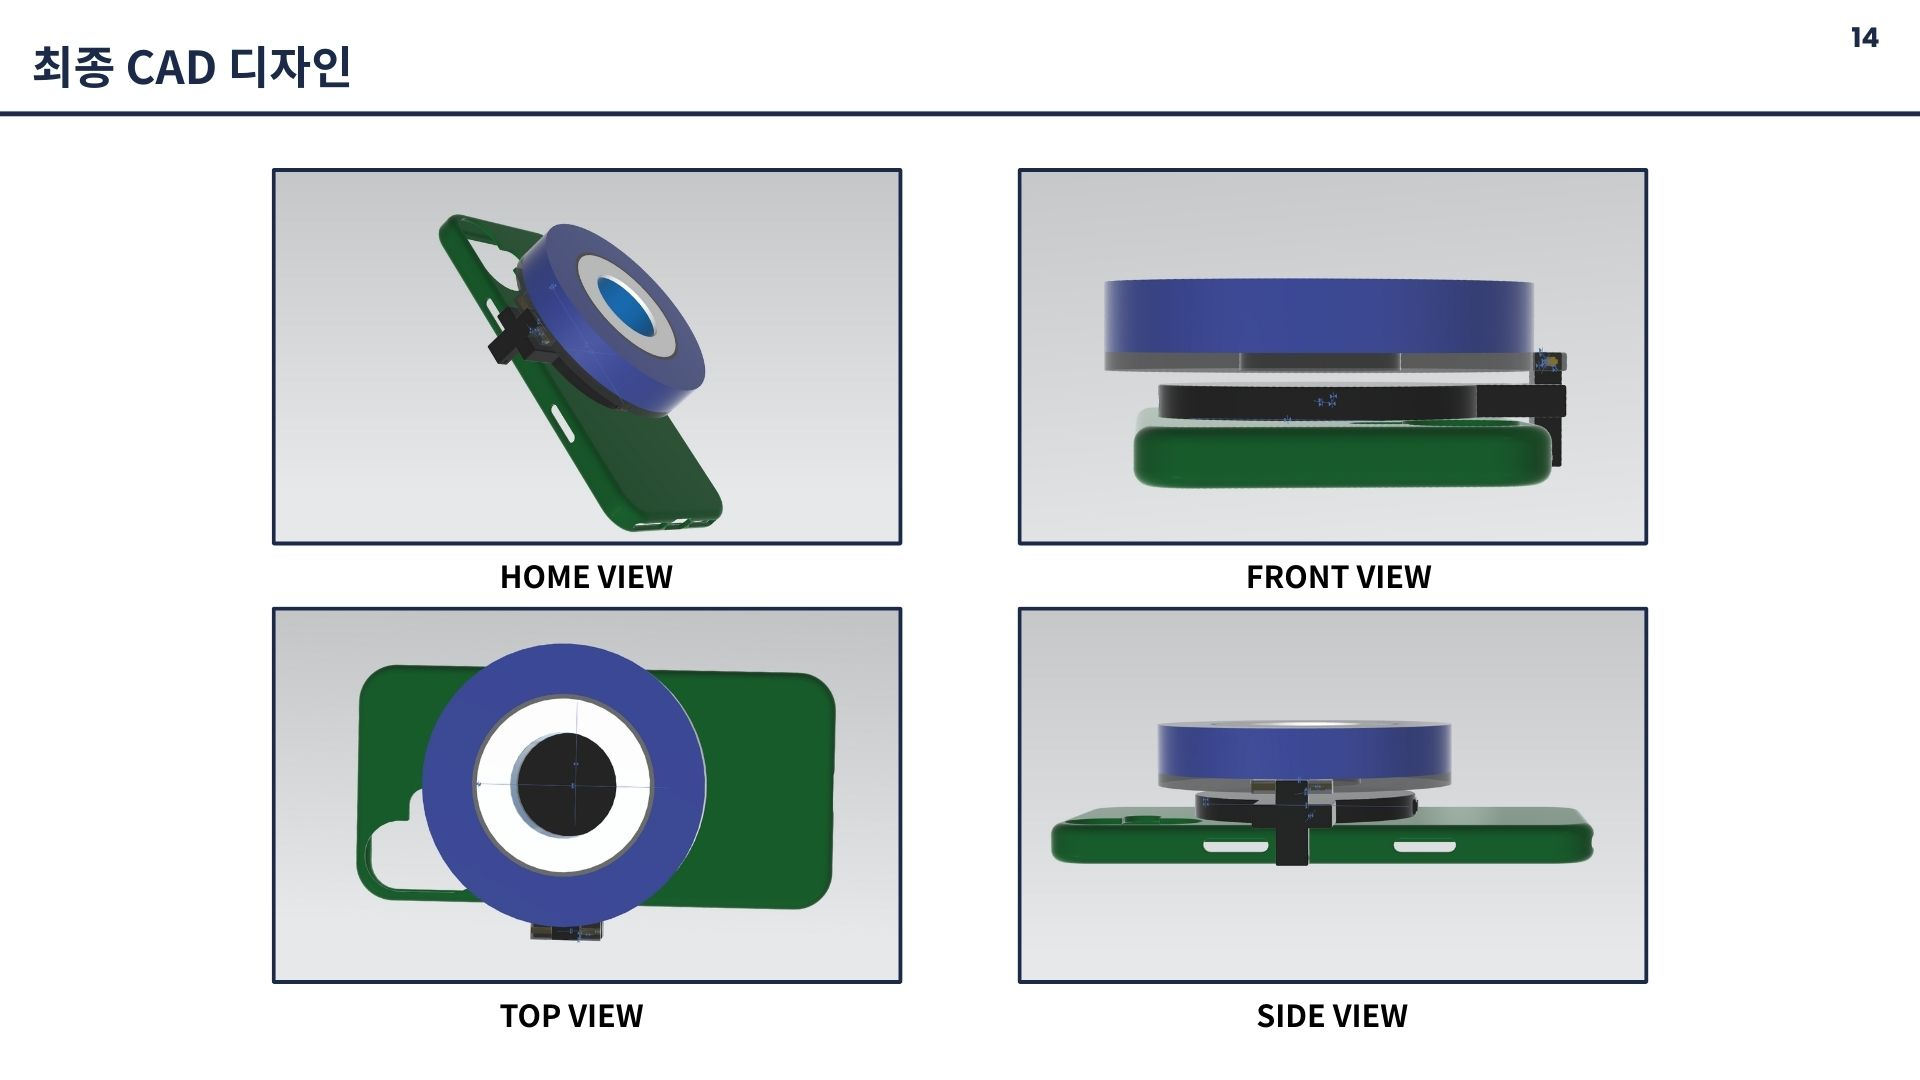 최종 CAD 디자인
14
HOME VIEW
FRONT VIEW
TOP VIEW
SIDE VIEW